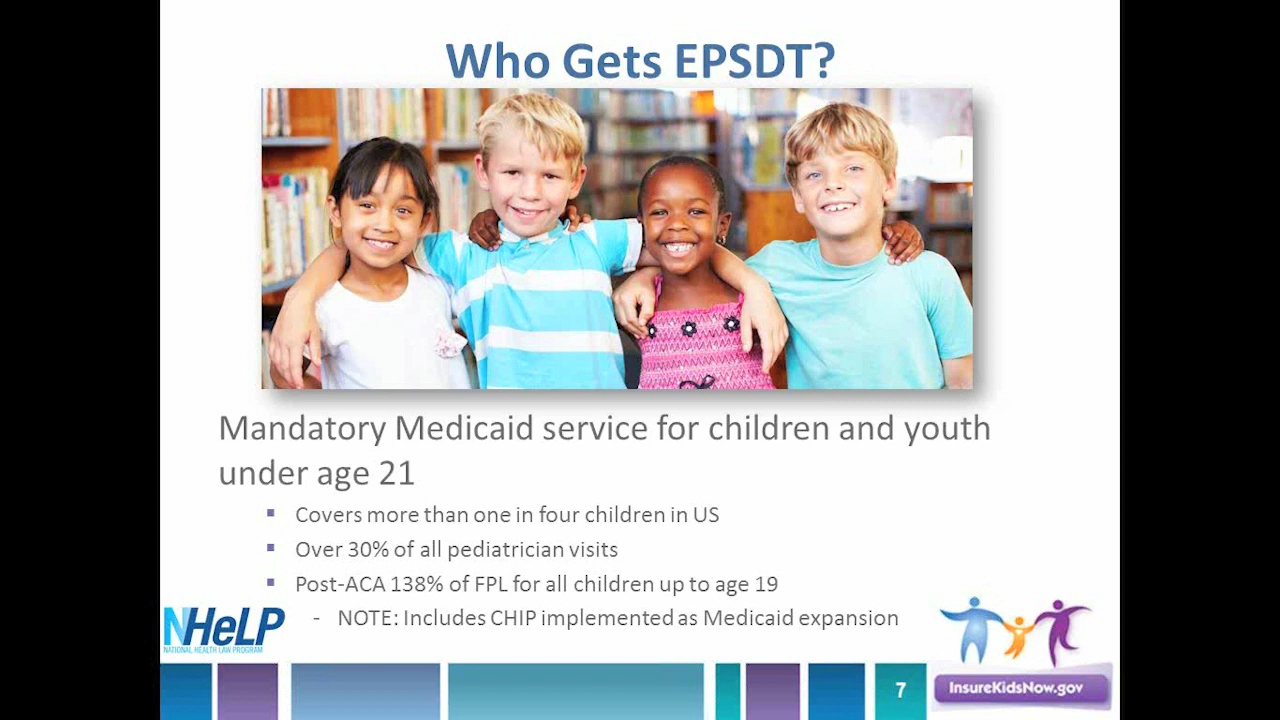 Who Gets EPSDT?
Mandatory Medicaid service for children and youth
under age 21
▪ Covers more than one in four children in US
▪ Over 30% of all pediatrician visits
▪ Post-ACA 138% of FPL for all children up to age 19
- NOTE: Includes CHIP implemented as Medicaid expansion
NHeLP
NATIONAL HEALTH LAW PROGRAM
7
InsureKidsNow.gov